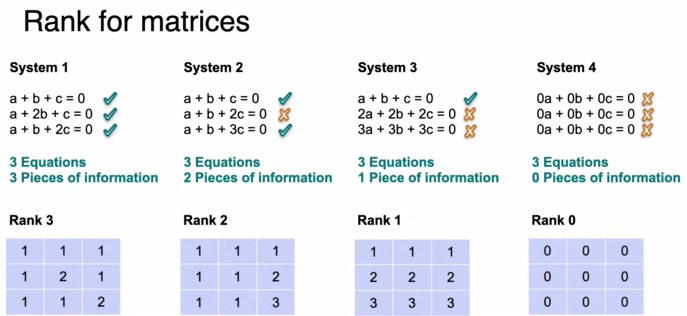 Rank for matrices
System 1
a + b + c = 0
a + 2b + c = 0
a + b + 2c = 0
3 Equations
3 Pieces of information
Rank 3
1 1 1
1 2 1
1 1 2
System 2
a + b + c = 0
a + b + 2c = 0
a + b + 3c = 0
3 Equations
2 Pieces of information
Rank 2
1 1 1
1 1 2
1 1 3
System 3
a + b + c = 0
2a + 2b + 2c = 0
3a + 3b + 3c = 0
3 Equations
1 Piece of information
Rank 1
1 1 1
2 2 2
3 3 3
System 4
0a + 0b + 0c = 0
0a + 0b + 0c = 0
0a + 0b + 0c = 0
3 Equations
0 Pieces of information
Rank 0
0 0 0
0 0 0
0 0 0